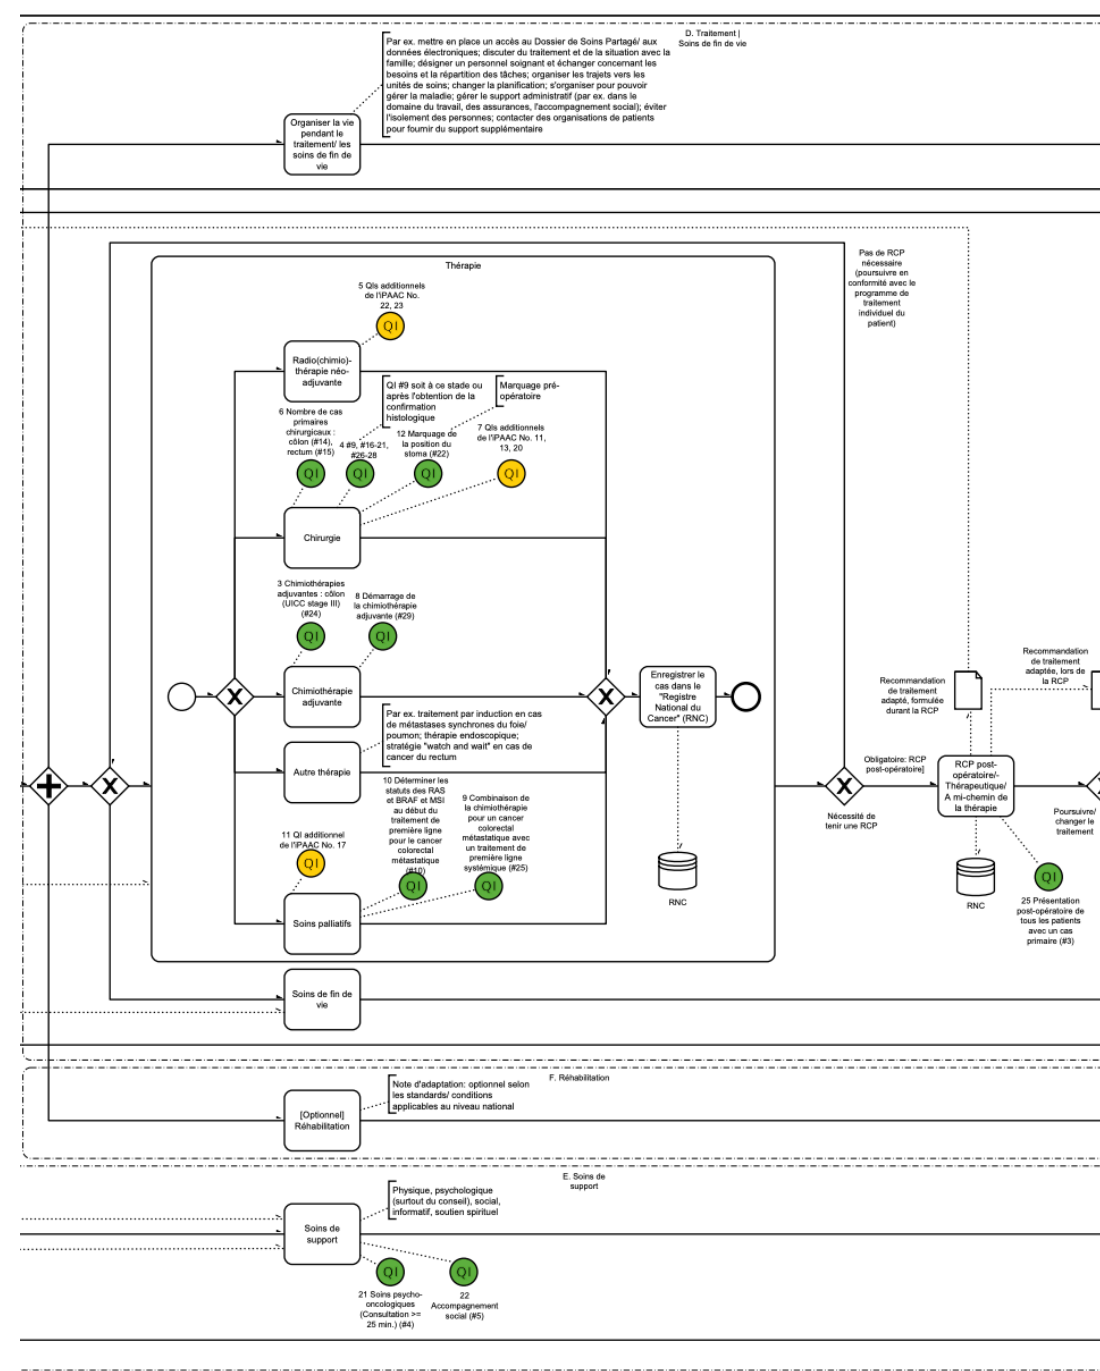 D. Traitement |
Soins de fin de vie
Par ex. mettre en place un accès au Dossier de Soins Partagé/ aux
données électroniques; discuter du traitement et de la situation avec la
famille; désigner un personnel soignant et échanger concernant les
besoins et la répartition des tâches; organiser les trajets vers les
unités de soins; changer la planification; s'organiser pour pouvoir
gérer la maladie; gérer le support administratif (par ex. dans le
domaine du travail, des assurances, l'accompagnement social); éviter
l'isolement des personnes; contacter des organisations de patients
pour fournir du support supplémentaire
Organiser la vie
pendant le
traitement/ les
soins de fin de
vie
Pas de RCP
nécessaire
(poursuivre en
conformité avec le
programme de
traitement
individuel du
patient)
Thérapie
5 QIs additionnels
de l'iPAAC No.
22, 23
QI
Radio(chimio)-
thérapie néo-
adjuvante
QI #9 soit à ce stade ou
après l'obtention de la
confirmation
histologique
Marquage pré-
opératoire
6 Nombre de cas
primaires
chirurgicaux :
côlon (#14),
rectum (#15)
QI
4 #9, #16-21,
#26-28
QI
12 Marquage de
la position du
stoma (#22)
QI
7 QIs additionnels
de l'iPAAC No. 11,
13, 20
QI
Chirurgie
3 Chimiothérapies
adjuvantes : côlon
(UICC stage III)
(#24)
QI
8 Démarrage de
la chimiothérapie
adjuvante (#29)
QI
Chimiothérapie
adjuvante
Enregistrer le
cas dans le
"Registre
National du
Cancer" (RNC)
Par ex. traitement par induction en cas
de métastases synchrones du foie/
poumon; thérapie endoscopique;
stratégie "watch and wait" en cas de
cancer du rectum
Autre thérapie
10 Déterminer les
statuts des RAS
et BRAF et MSI
au début du
traitement de
première ligne
pour le cancer
colorectal
métastatique
(#10)
QI
9 Combinaison de
la chimiothérapie
pour un cancer
colorectal
métastatique avec
un traitement de
première ligne
systémique (#25)
QI
11 QI additionnel
de l'iPAAC No. 17
QI
Soins palliatifs
RNC
Recommandation
de traitement
adaptée, lors de
la RCP
Recommandation
de traitement
adapté, formulée
durant la RCP
Obligatoire: RCP
post-opératoire]
RCP post-
opératoire/-
Thérapeutique/
A mi-chemin de
la thérapie
Nécessité de
tenir une RCP
Poursuivre/
changer le
traitement
RNC
QI
25 Présentation
post-opératoire de
tous les patients
avec un cas
primaire (#3)
Soins de fin de
vie
F. Réhabilitation
Note d'adaptation: optionnel selon
les standards/ conditions
applicables au niveau national
[Optionnel]
Réhabilitation
E. Soins de
support
Physique, psychologique
(surtout du conseil), social,
informatif, soutien spirituel
Soins de
support
QI
21 Soins psycho-
oncologiques
(Consultation >=
25 min.) (#4)
QI
22
Accompagnement
social (#5)